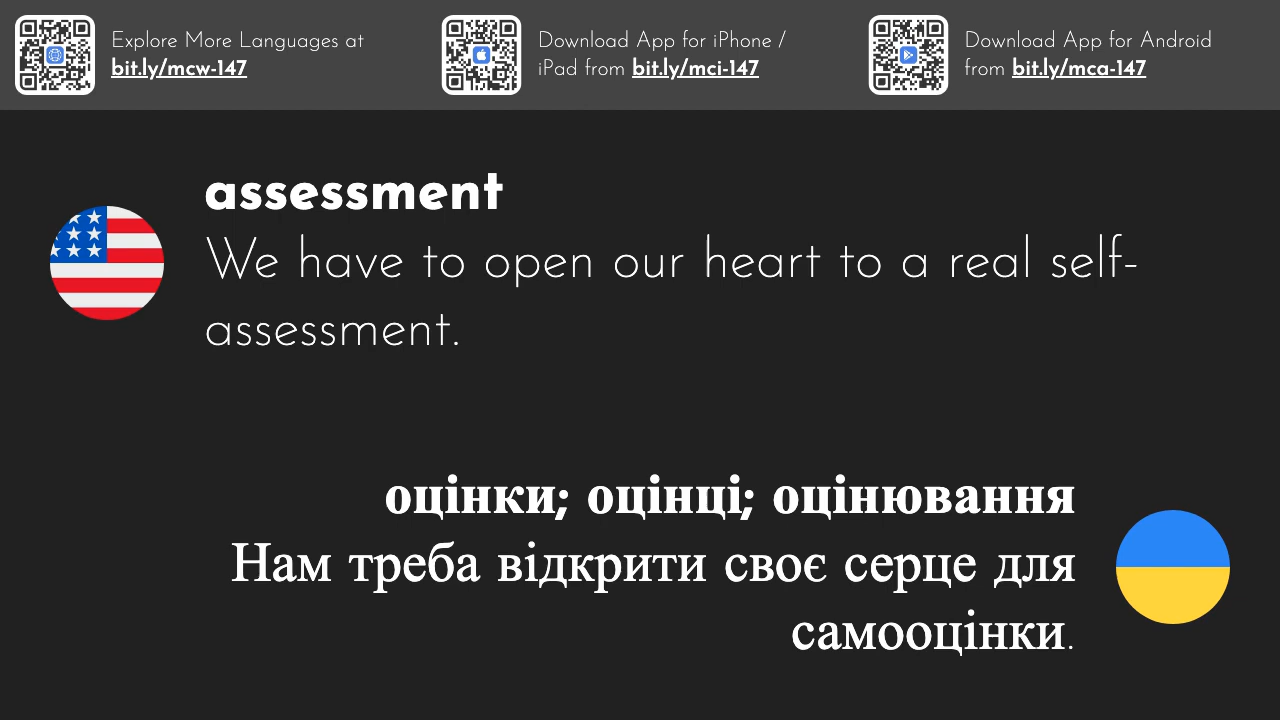 Explore More Languages at
bit.ly/mcw-147
Download App for iPhone /
iPad from bit.ly/mci-147
Download App for Android
from bit.ly/mca-147
assessment
We have to open our heart to a real self-
assessment.
оцінки; оцінці; оцінювання
Нам треба відкрити своє серце для
самооцінки.